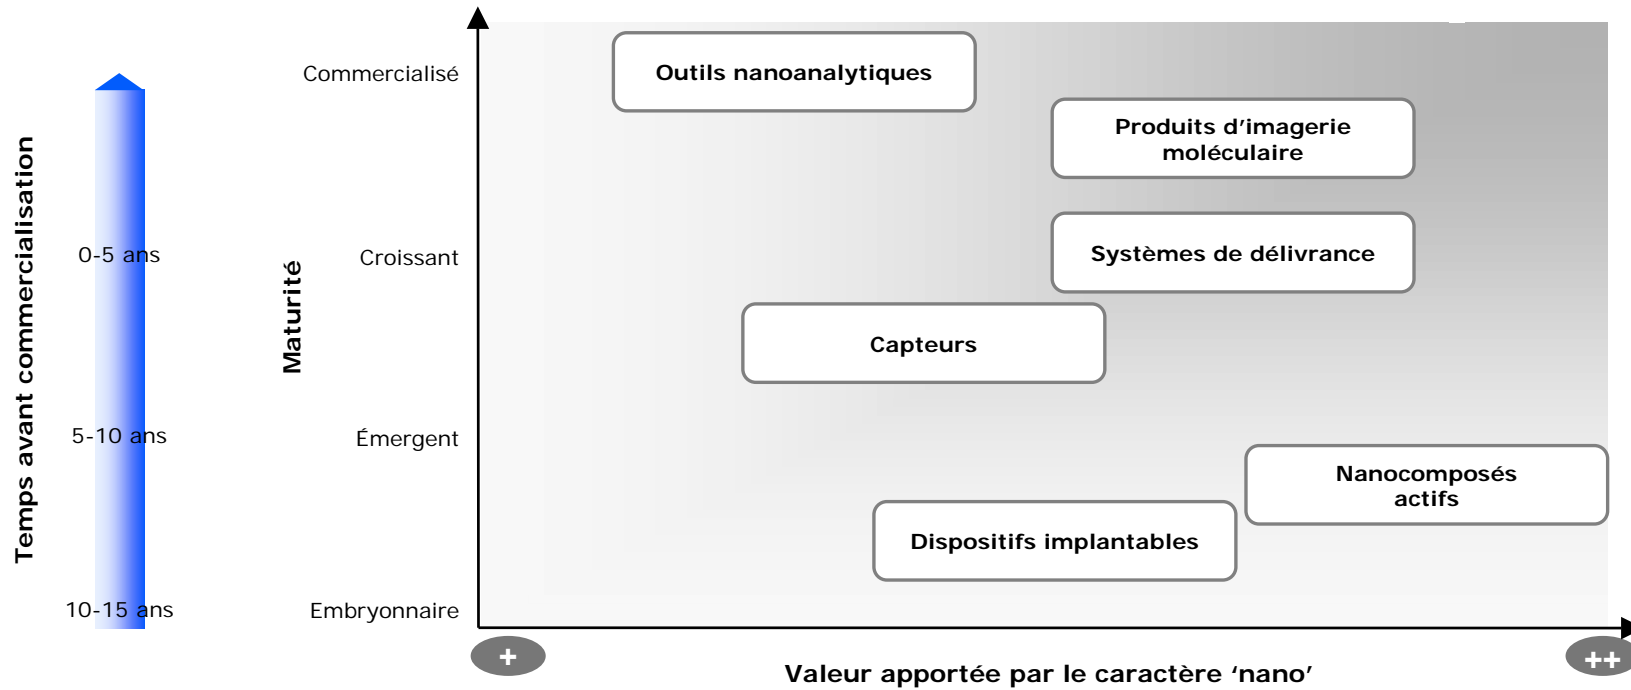 Temps avant commercialisation
0-5 ans
5-10 ans
10-15 ans
Maturité
Commercialisé
Croissant
Émergent
Embryonnaire
Outils nanoanalytiques
Produits d’imagerie
moléculaire
Systèmes de délivrance
Capteurs
Nanocomposés
actifs
Dispositifs implantables
+
++
Valeur apportée par le caractère ‘nano’